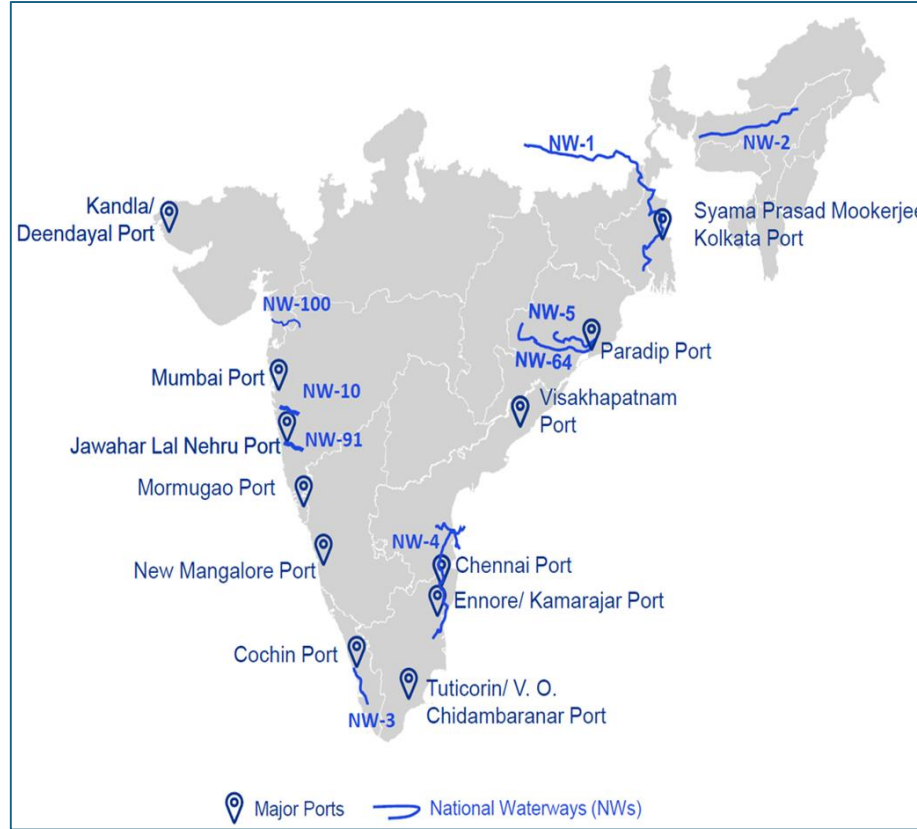 NW-1
NW-2
Kandla/
Deendayal Port
Syama Prasad Mookerjee
Kolkata Port
NW-100
NW-5
NW-64
Paradip Port
Mumbai Port
NW-10
Visakhapatnam
Port
Jawahar Lal Nehru Port
NW-91
Mormugao Port
NW-4
New Mangalore Port
Chennai Port
Ennore/ Kamarajar Port
Cochin Port
Tuticorin/ V. O.
Chidambaranar Port
NW-3
Major Ports
National Waterways (NWs)